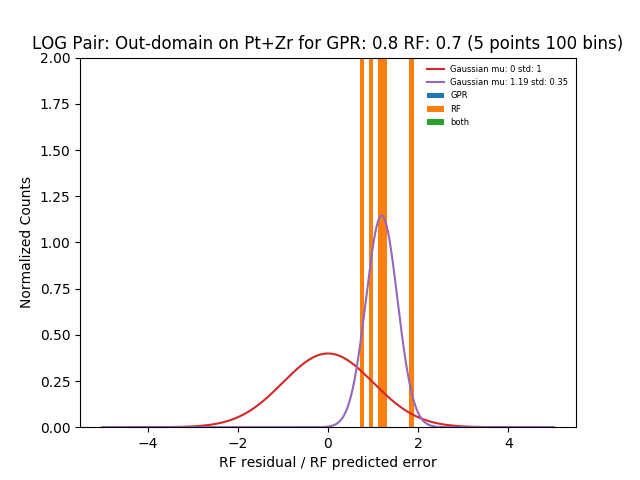 LOG Pair: Out-domain on Pt+Zr for GPR: 0.8 RF: 0.7 (5 points 100 bins)
Gaussian mu: 0 std: 1
Gaussian mu: 1.19 std: 0.35
GPR
RF
both
Normalized Counts
2.00
1.75
1.50
1.25
1.00
0.75
0.50
0.25
0.00
−4
−2
0
2
4
RF residual / RF predicted error